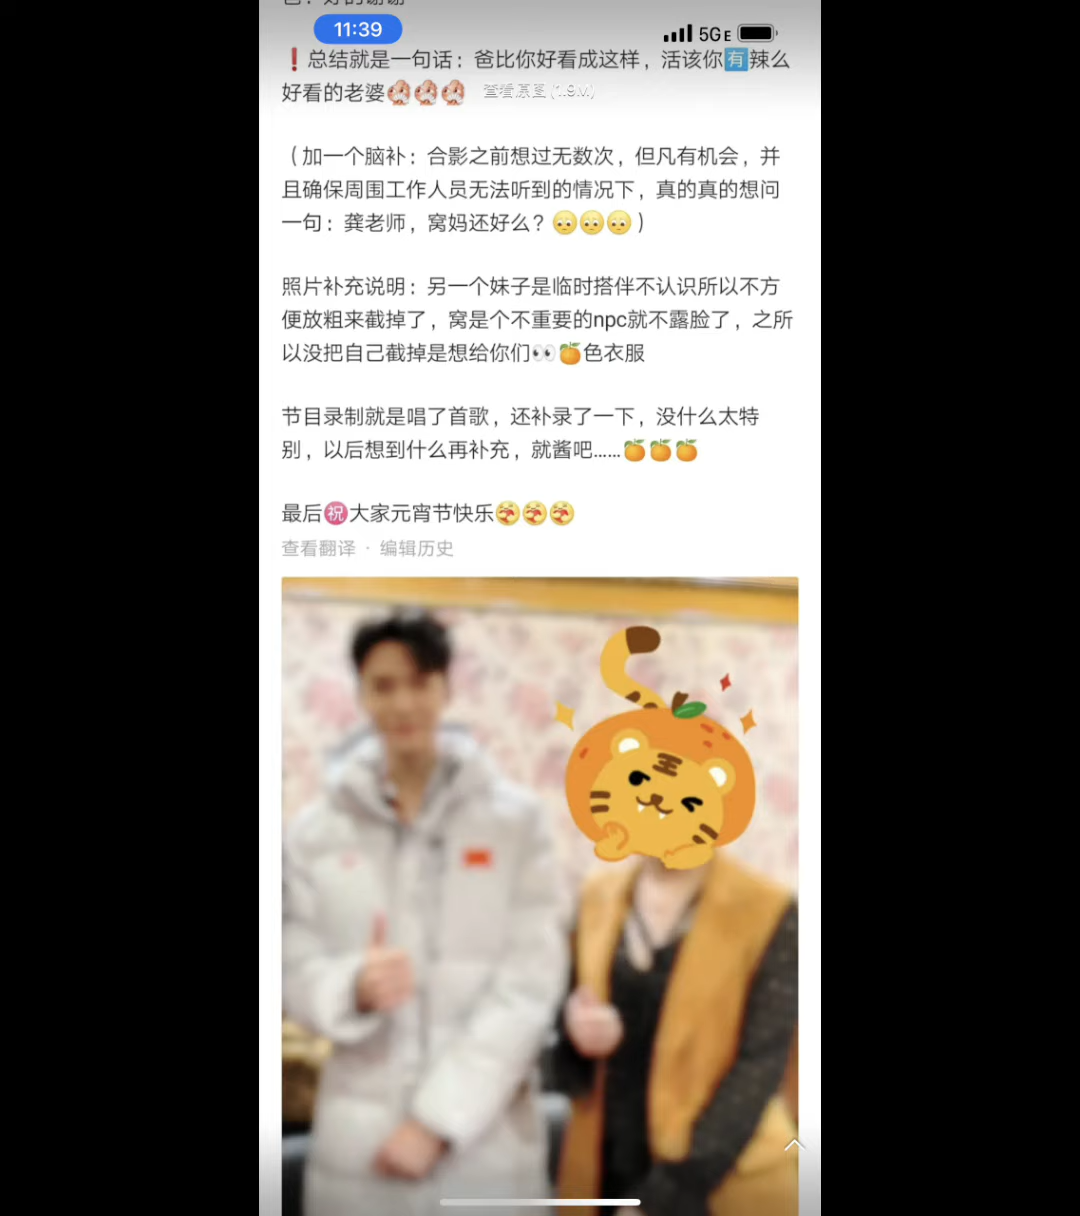 11:39
5GE
❗总结就是一句话：爸比你好看成这样，活该你🈶辣么
好看的老婆
查看原图(1.9M)
（加一个脑补：合影之前想过无数次，但凡有机会，并
且确保周围工作人员无法听到的情况下，真的真的想问
一句：龚老师，窝妈还好么？）
照片补充说明：另一个妹子是临时搭伴不认识所以不方
便放粗来截掉了，窝是个不重要的npc就不露脸了，之所
以没把自己截掉是想给你们👀🍊色衣服
节目录制就是唱了首歌，还补录了一下，没什么太特
别，以后想到什么再补充，就酱吧……🍊🍊🍊
最后㊗️大家元宵节快乐
查看翻译 · 编辑历史
王